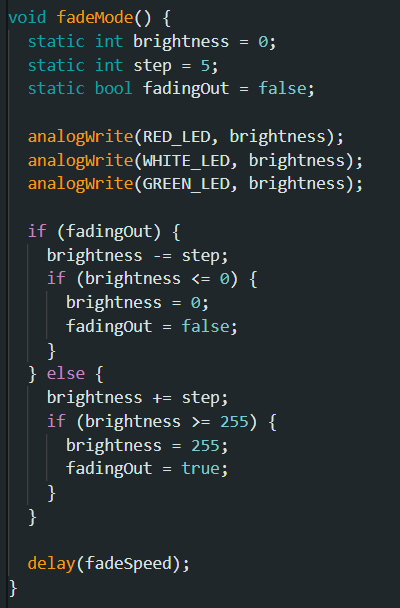 void fadeMode() {
  static int brightness = 0;
  static int step = 5;
  static bool fadingOut = false;

  analogWrite(RED_LED, brightness);
  analogWrite(WHITE_LED, brightness);
  analogWrite(GREEN_LED, brightness);

  if (fadingOut) {
    brightness -= step;
    if (brightness <= 0) {
      brightness = 0;
      fadingOut = false;
    }
  } else {
    brightness += step;
    if (brightness >= 255) {
      brightness = 255;
      fadingOut = true;
    }
  }

  delay(fadeSpeed);
}